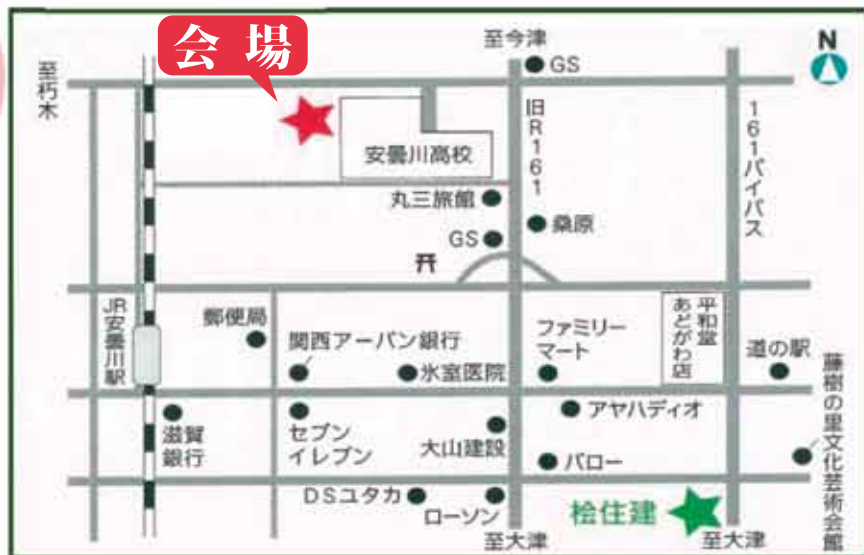 会場
至今津
N
GS
至朽木
旧R161
161バイパス
安曇川高校
丸三旅館
桑原
GS
JR安曇川駅
郵便局
関西アーバン銀行
ファミリー
マート
平和堂
あどがわ店
道の駅
氷室医院
藤樹の里文化芸術会館
滋賀
銀行
セブン
イレブン
大山建設
アヤハディオ
バロー
DSユタカ
ローソン
桧住建
至大津
至大津